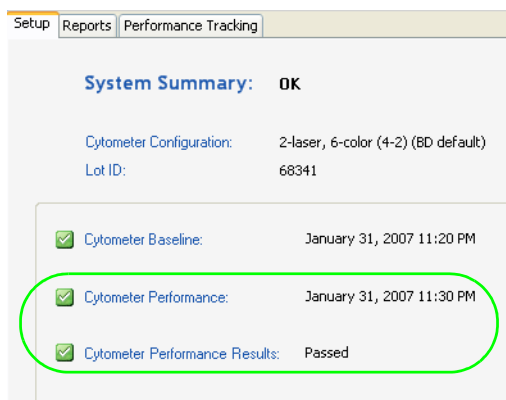 Setup Reports Performance Tracking
System Summary: OK
Cytometer Configuration: 2-laser, 6-color (4-2) (BD default)
Lot ID: 68341
Cytometer Baseline: January 31, 2007 11:20 PM
Cytometer Performance: January 31, 2007 11:30 PM
Cytometer Performance Results: Passed